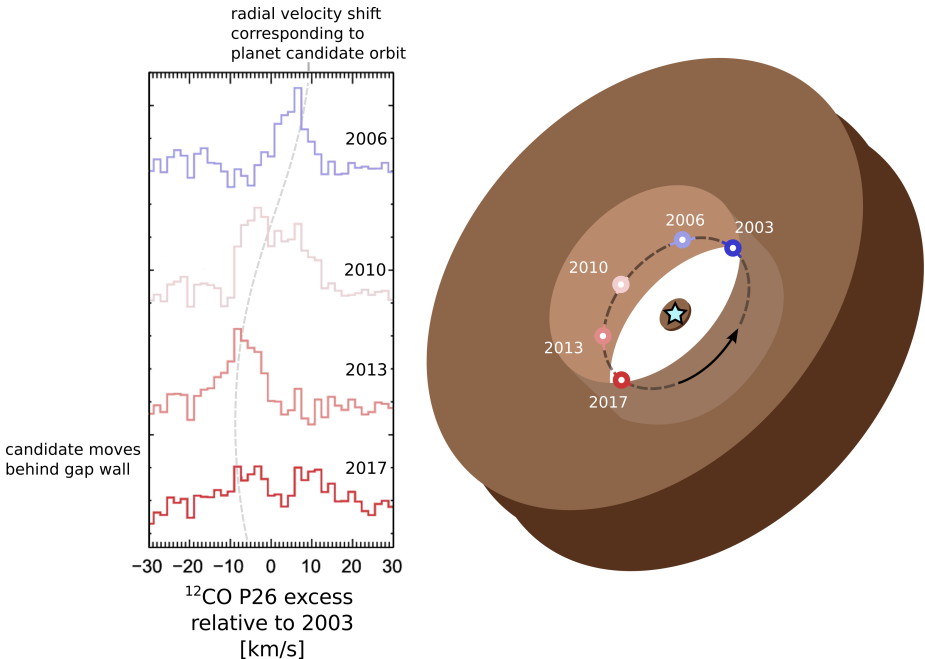 radial velocity shift
corresponding to
planet candidate orbit
2006
2010
2013
2017
candidate moves
behind gap wall
−30 −20 −10 0 10 20 30
¹²CO P26 excess
relative to 2003
[km/s]
2006
2003
2010
2013
2017